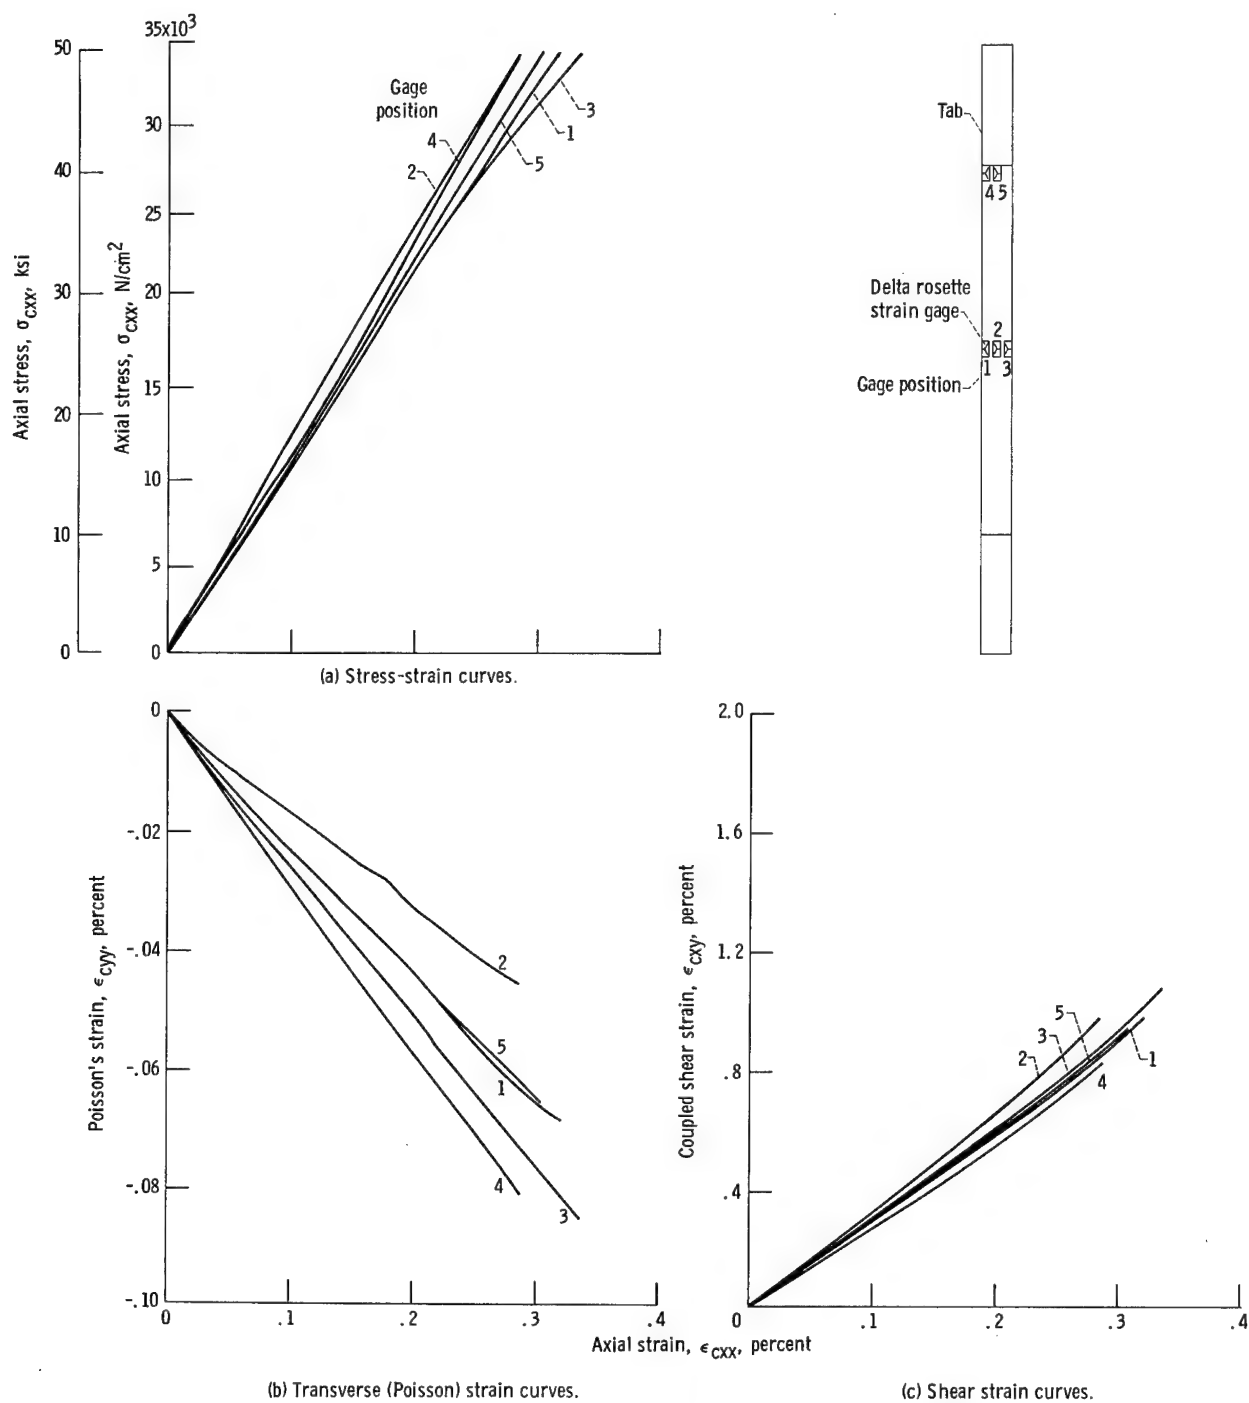 35x10³
50
40
30
20
10
0
Axial stress, σcxx, ksi
30
25
20
15
10
5
0
Axial stress, σcxx, N/cm²
Gage
position
4
2
3
1
5
(a) Stress-strain curves.
Tab
4 5
Delta rosette
strain gage
2
1 3
Gage position
0
-.02
-.04
-.06
-.08
-.10
Poisson's strain, ϵcyy, percent
2
5
1
4
3
0 .1 .2 .3 .4
2.0
1.6
1.2
.8
.4
0
Coupled shear strain, ϵcxy, percent
5
3
2
1
4
.1 .2 .3 .4
Axial strain, ϵcxx, percent
(b) Transverse (Poisson) strain curves.
(c) Shear strain curves.